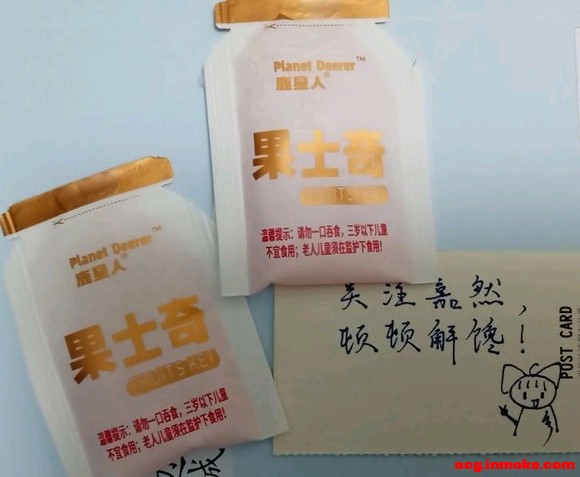 Planet Deerer™
鹿星人®
果士奇
FRUITS KEY
温馨提示：请勿一口吞食，三岁以下儿童
不宜食用；老人儿童须在监护下食用！
Planet Deerer
鹿星人®
果士奇
FRUITS KEY
温馨提示：请勿一口吞食，三岁以下儿童
不宜食用；老人儿童须在监护下食用！
关注嘉然，
顿顿解馋！
POST CARD
acg.inmoke.com